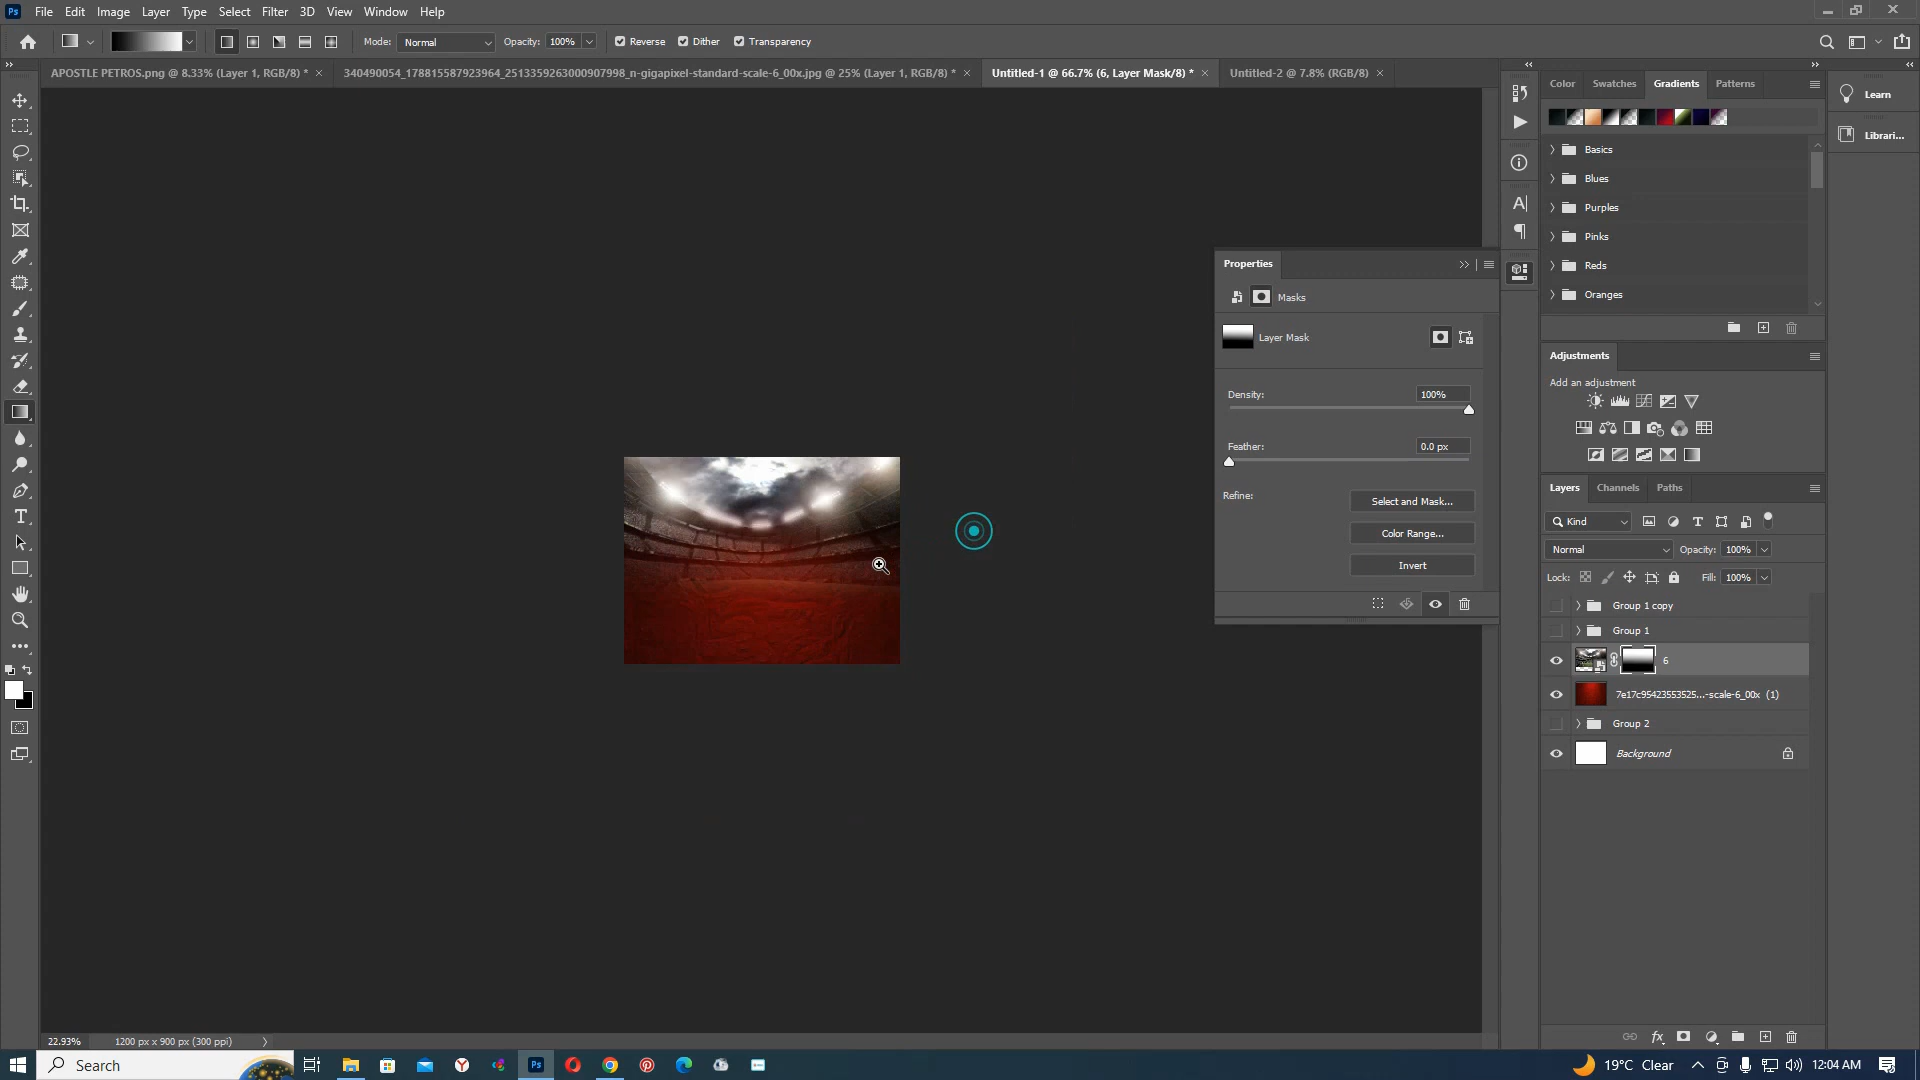 Ps File Edit Image Layer Type Select Filter 3D View Window Help
Mode: Normal Opacity: 100% Reverse Dither Transparency
APOSTLE PETROS.png @ 8.33% (Layer 1, RGB/8) *
340490054_178815587923964_2513359263000907998_n-gigapixel-standard-scale-6_00x.jpg @ 25% (Layer 1, RGB/8) *
Untitled-1 @ 66.7% (6, Layer Mask/8) *
Untitled-2 @ 7.8% (RGB/8)
Color Swatches Gradients Patterns
Learn
Librari...
Basics
Blues
Purples
Pinks
Reds
Oranges
Properties
Masks
Layer Mask
Density: 100%
Feather: 0.0 px
Refine: Select and Mask...
Color Range...
Invert
Adjustments
Add an adjustment
Layers Channels Paths
Kind
Normal Opacity: 100%
Lock: Fill: 100%
Group 1 copy
Group 1
6
7e17c95423553525...-scale-6_00x (1)
Group 2
Background
22.93% 1200 px x 900 px (300 ppi)
Search
Ps
19°C Clear 12:04 AM